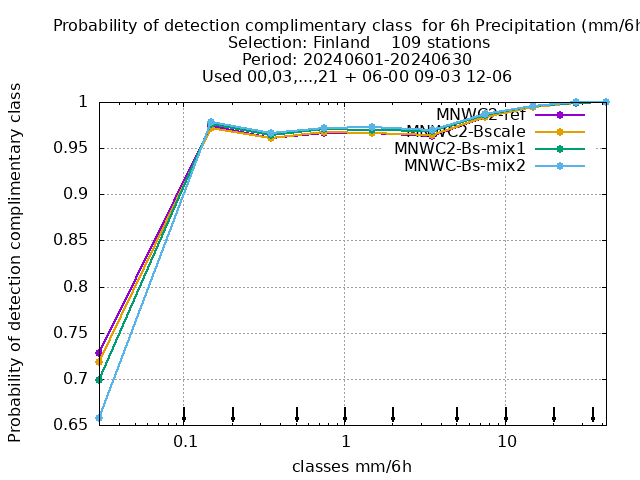 Probability of detection complimentary class  for 6h Precipitation (mm/6h
Selection: Finland    109 stations
Period: 20240601-20240630
Used 00,03,...,21 + 06-00 09-03 12-06
Probability of detection complimentary class
1
0.95
0.9
0.85
0.8
0.75
0.7
0.65
MNWC2-ref
MNWC2-Bscale
MNWC2-Bs-mix1
MNWC-Bs-mix2
0.1
1
10
classes mm/6h